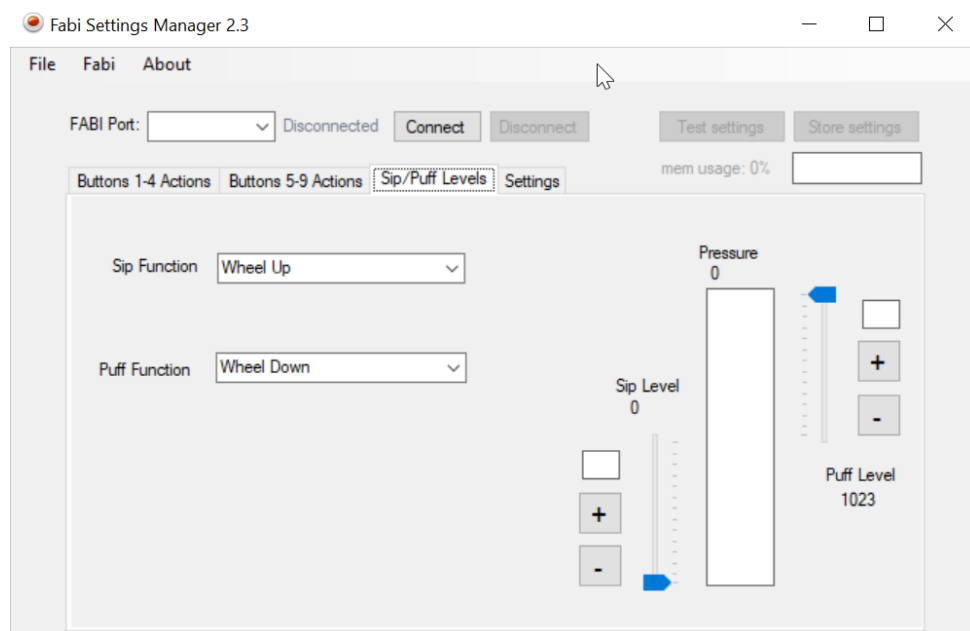 Fabi Settings Manager 2.3
File Fabi About
FABI Port: Disconnected Connect Disconnect Test settings Store settings
mem usage: 0%
Buttons 1-4 Actions Buttons 5-9 Actions Sip/Puff Levels Settings
Sip Function Wheel Up
Pressure
0
+
-
Puff Function Wheel Down
Sip Level
0
+
-
Puff Level
1023